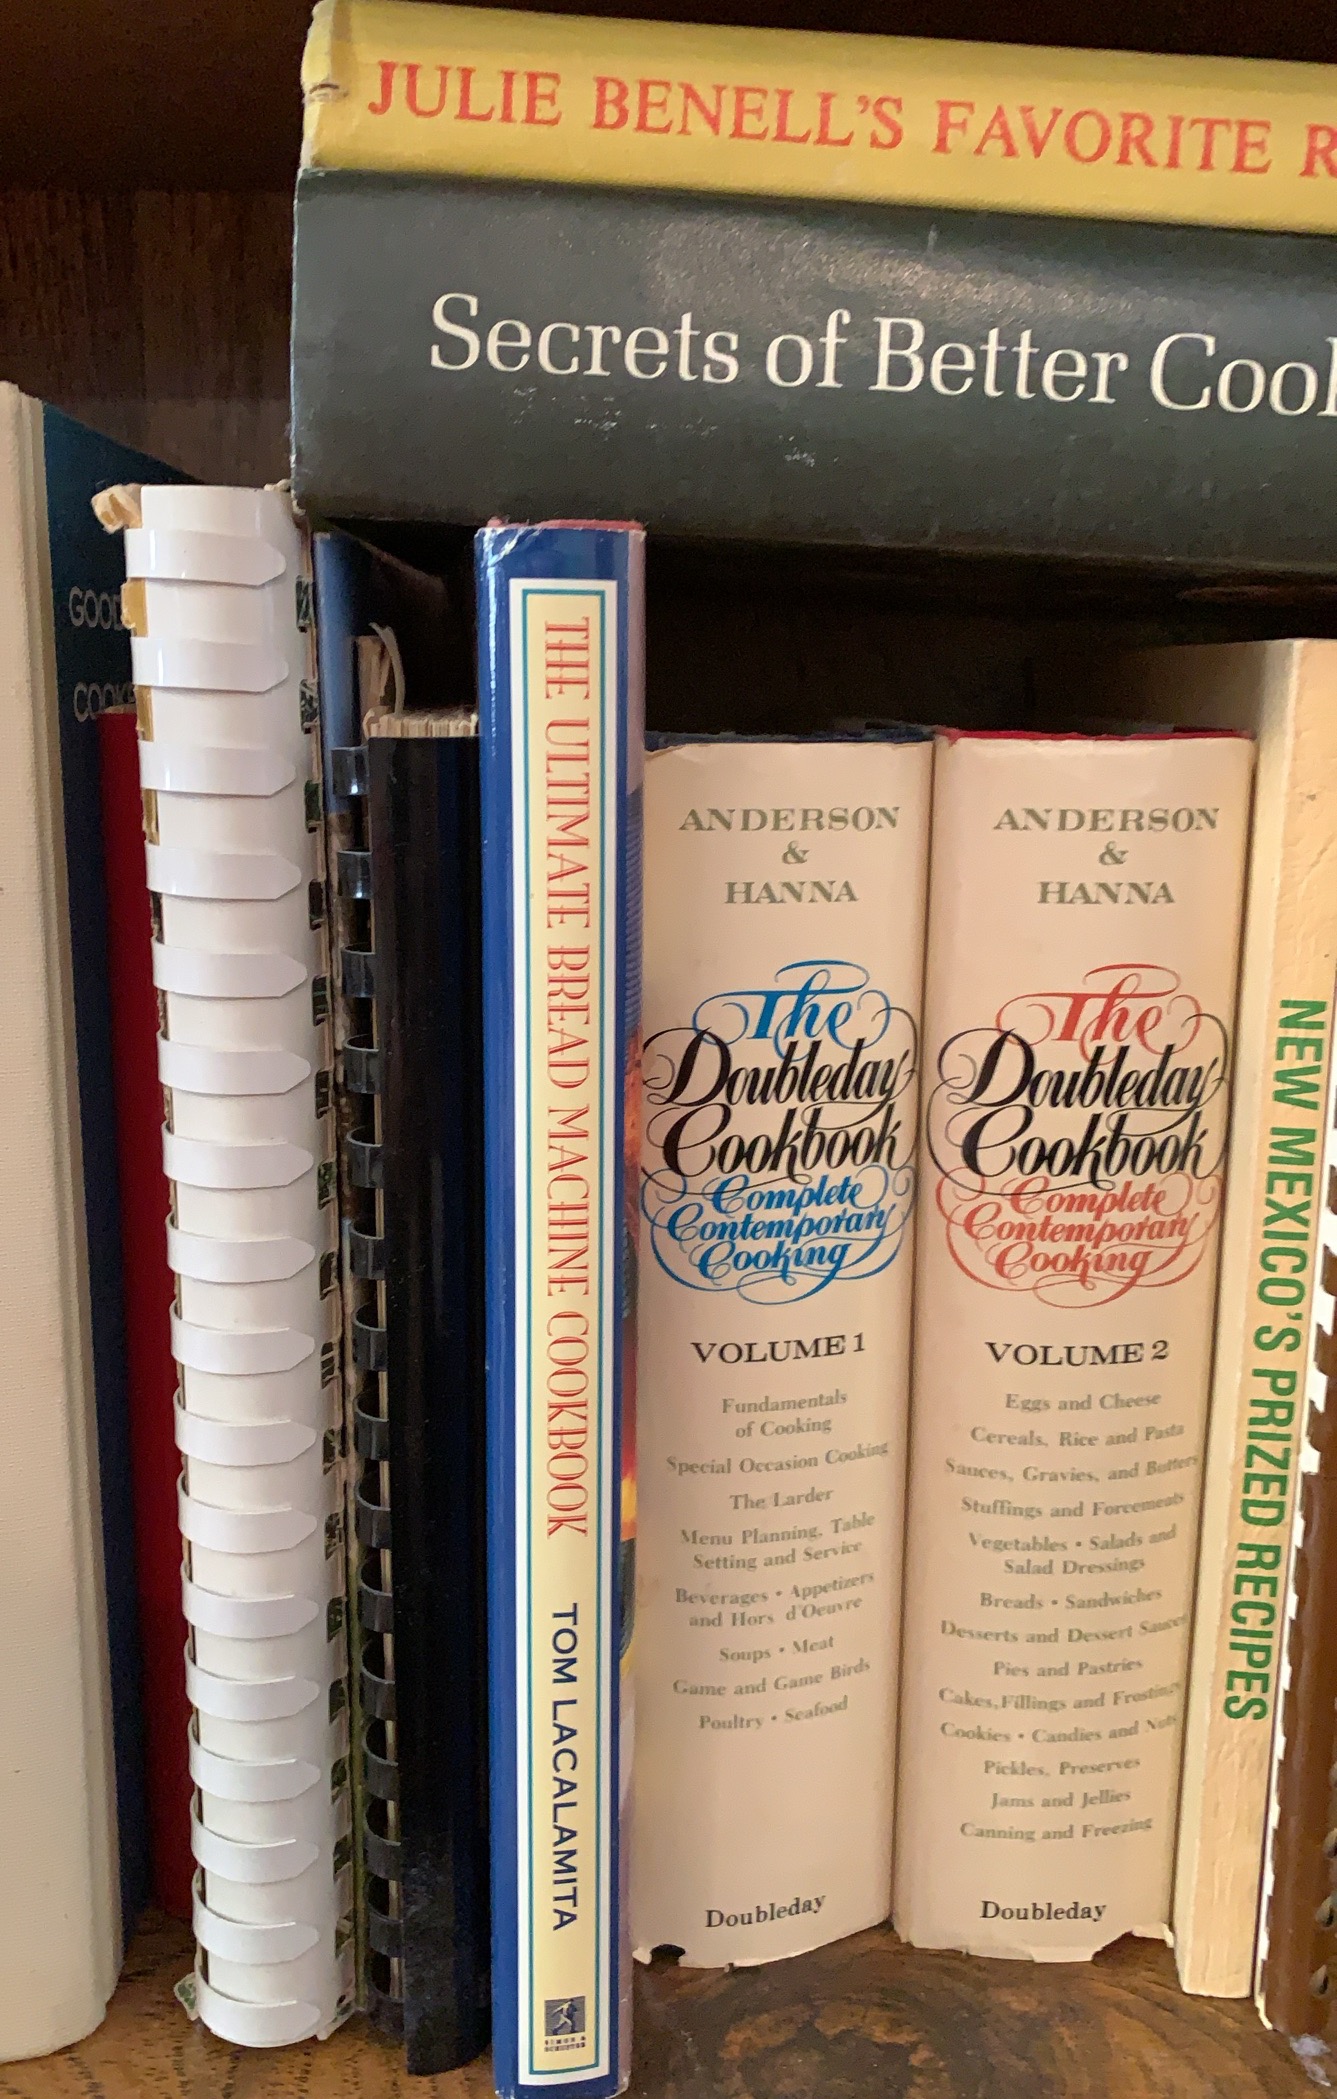 JULIE BENELL'S FAVORITE R
Secrets of Better Cook
GOOD
COOK
THE ULTIMATE BREAD MACHINE COOKBOOK TOM LACALAMITA
SIMON &
SCHUSTER
ANDERSON
&
HANNA
The
Doubleday
Cookbook
Complete
Contemporary
Cooking
VOLUME 1
Fundamentals
of Cooking
Special Occasion Cooking
The Larder
Menu Planning, Table
Setting and Service
Beverages • Appetizers
and Hors d'Oeuvre
Soups • Meat
Game and Game Birds
Poultry • Seafood
Doubleday
ANDERSON
&
HANNA
The
Doubleday
Cookbook
Complete
Contemporary
Cooking
VOLUME 2
Eggs and Cheese
Cereals, Rice and Pasta
Sauces, Gravies, and Butters
Stuffings and Forcemeats
Vegetables • Salads and
Salad Dressings
Breads • Sandwiches
Desserts and Dessert Sauces
Pies and Pastries
Cakes, Fillings and Frostings
Cookies • Candies and Nuts
Pickles, Preserves
Jams and Jellies
Canning and Freezing
Doubleday
NEW MEXICO'S PRIZED RECIPES